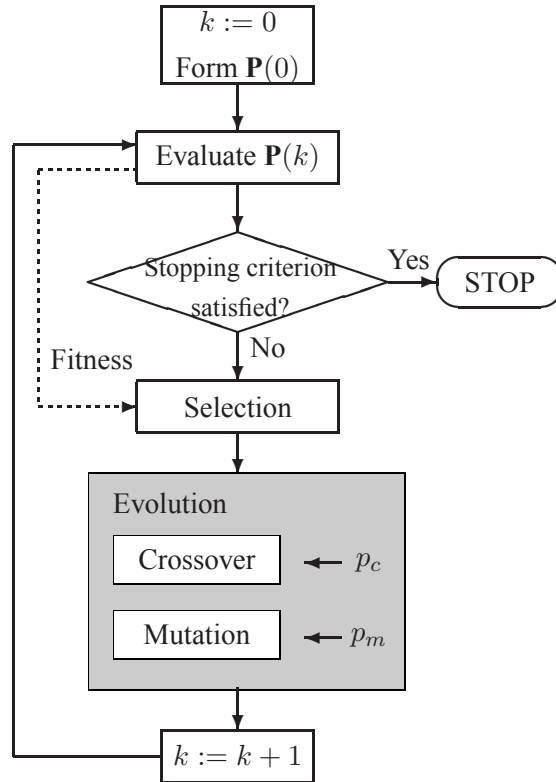 k := 0
Form P(0)
Evaluate P(k)
Stopping criterion
satisfied?
Yes
STOP
No
Fitness
Selection
Evolution
Crossover
p_c
Mutation
p_m
k := k + 1